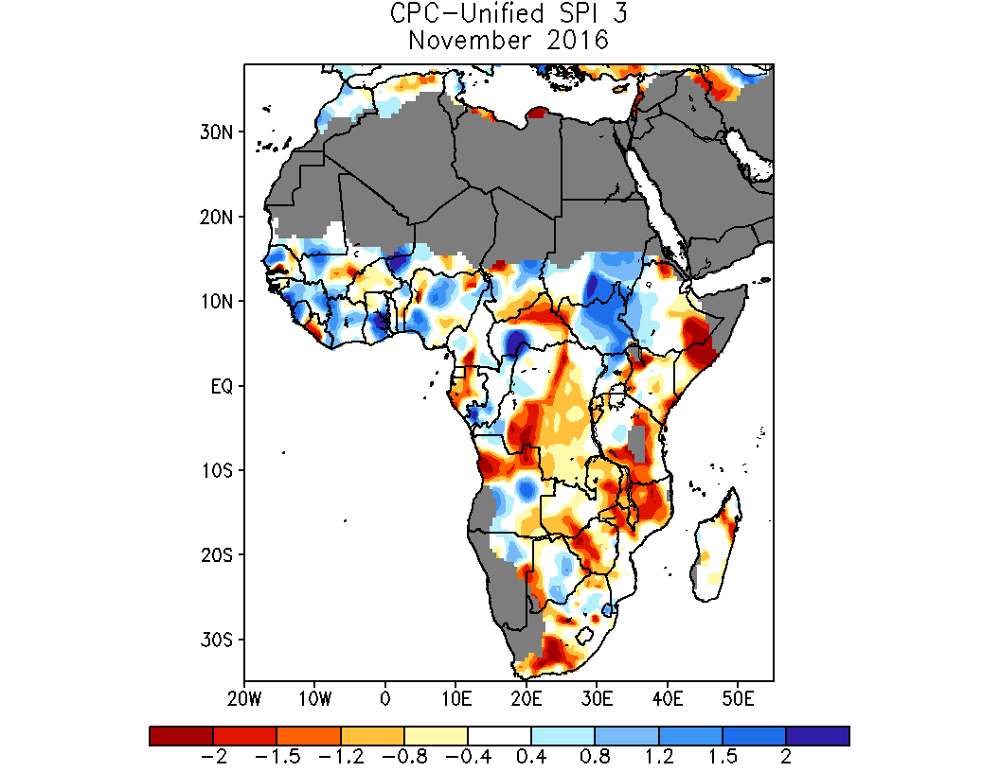 CPC-Unified SPI 3
November 2016
30N
20N
10N
EQ
10S
20S
30S
20W 10W 0 10E 20E 30E 40E 50E
-2 -1.5 -1.2 -0.8 -0.4 0.4 0.8 1.2 1.5 2